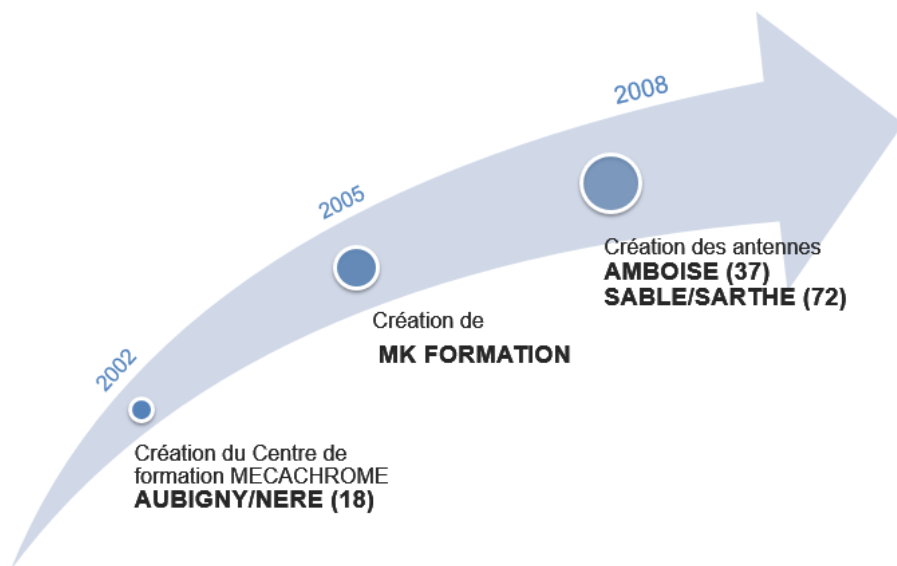 2002
Création du Centre de
formation MECACHROME
AUBIGNY/NERE (18)
2005
Création de
MK FORMATION
2008
Création des antennes
AMBOISE (37)
SABLE/SARTHE (72)